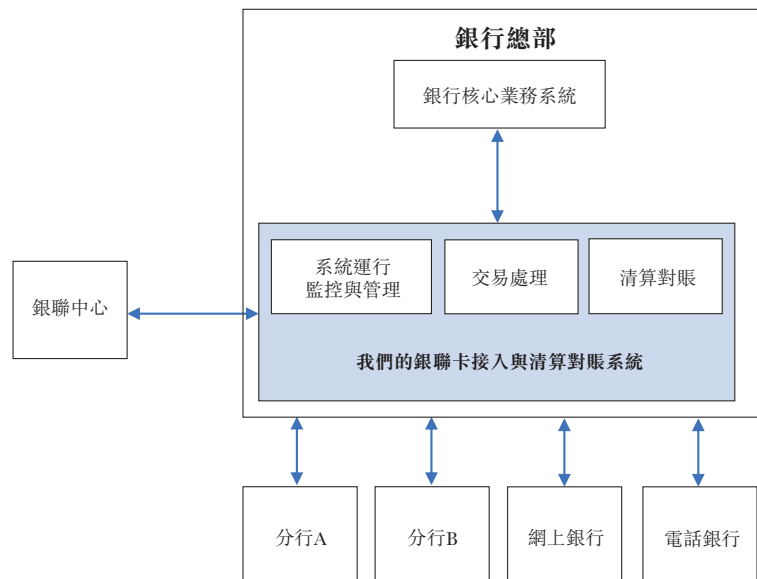 銀行總部
銀行核心業務系統
系統運行
監控與管理
交易處理
清算對賬
銀聯中心
我們的銀聯卡接入與清算對賬系統
分行A
分行B
網上銀行
電話銀行